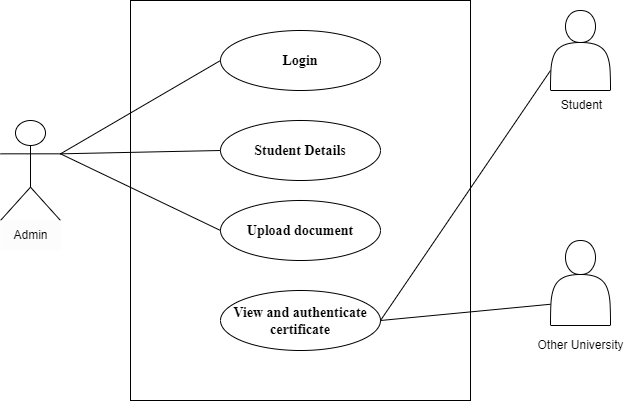 Login
Student
Student Details
Admin
Upload document
View and authenticate
certificate
Other University